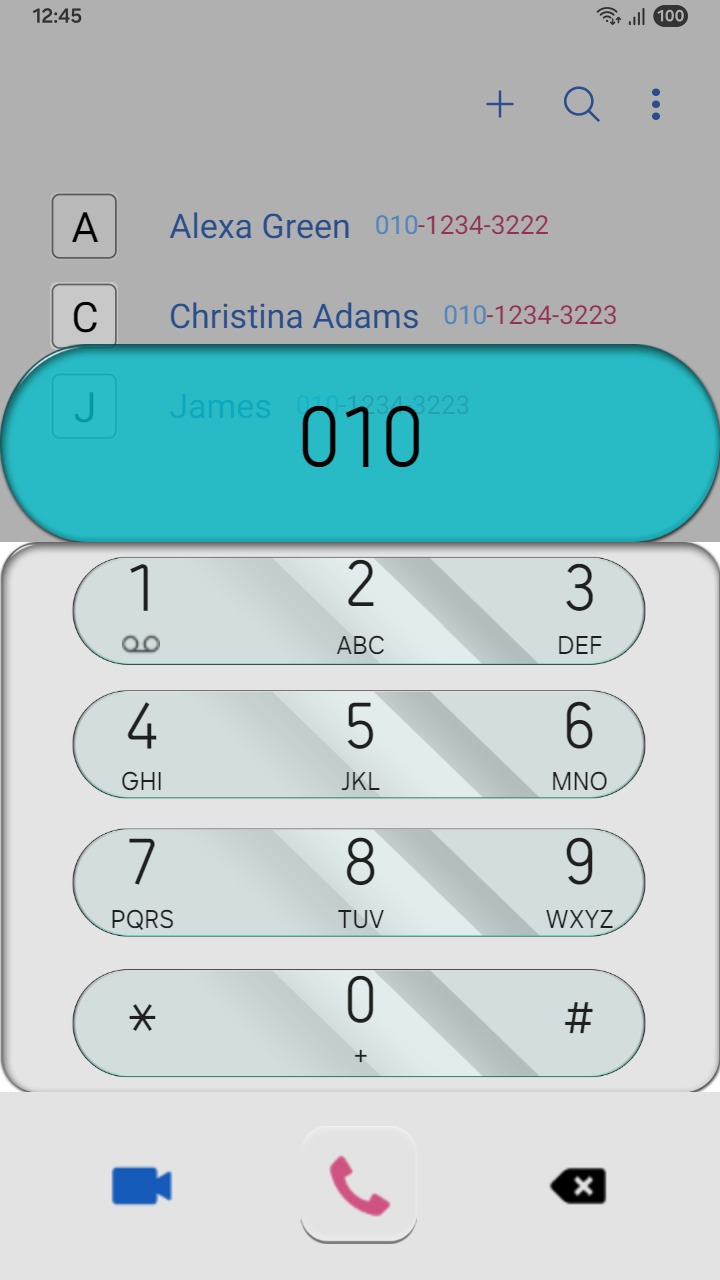 12:45 100
A Alexa Green 010-1234-3222
C Christina Adams 010-1234-3223
J James 010-1234-3223
010
1 2 3
ABC DEF
4 5 6
GHI JKL MNO
7 8 9
PQRS TUV WXYZ
* 0 #
+